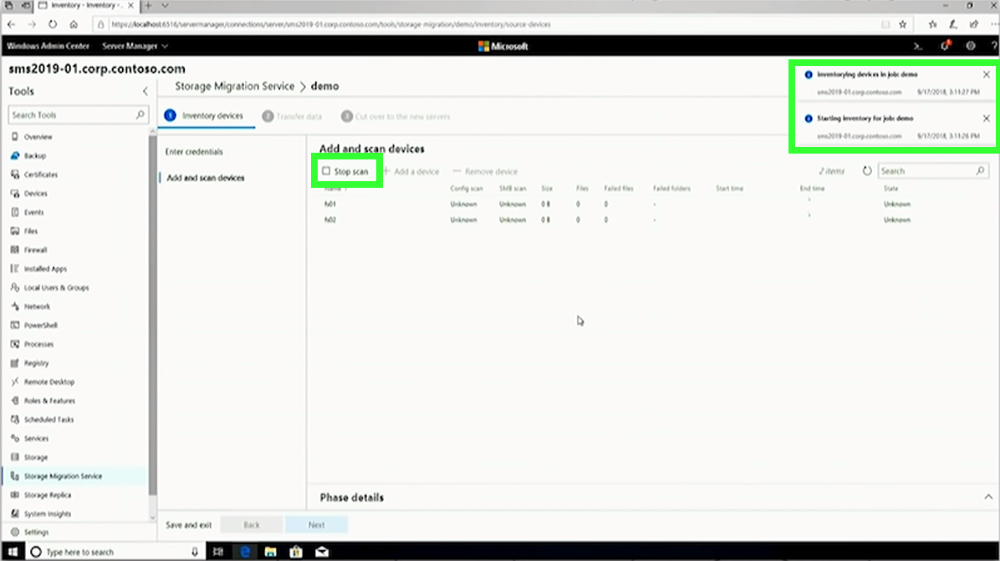 Inventory - Inventory - .
https://localhost:6516/servermanager/connections/server/sms2019-01.corp.contoso.com/tools/storage-migration/demo/inventory/source-devices
Windows Admin Center Server Manager
Microsoft
sms2019-01.corp.contoso.com
Tools
Search Tools
Overview
Backup
Certificates
Devices
Events
Files
Firewall
Installed Apps
Local Users & Groups
Network
PowerShell
Processes
Registry
Remote Desktop
Roles & Features
Scheduled Tasks
Services
Storage
Storage Migration Service
Storage Replica
System Insights
Settings
Storage Migration Service > demo
1 Inventory devices 2 Transfer data 3 Cut over to the new servers
Enter credentials
Add and scan devices
Add and scan devices
Stop scan + Add a device — Remove device 2 items Search
Name Config scan SMB scan Size Files Failed files Failed folders Start time End time State
fs01 Unknown Unknown 0 B 0 0 - Unknown
fs02 Unknown Unknown 0 B 0 0 - Unknown
Phase details
Save and exit Back Next
Inventorying devices in job: demo
sms2019-01.corp.contoso.com 9/17/2018, 3:11:27 PM
Starting inventory for job: demo
sms2019-01.corp.contoso.com 9/17/2018, 3:11:26 PM
Type here to search